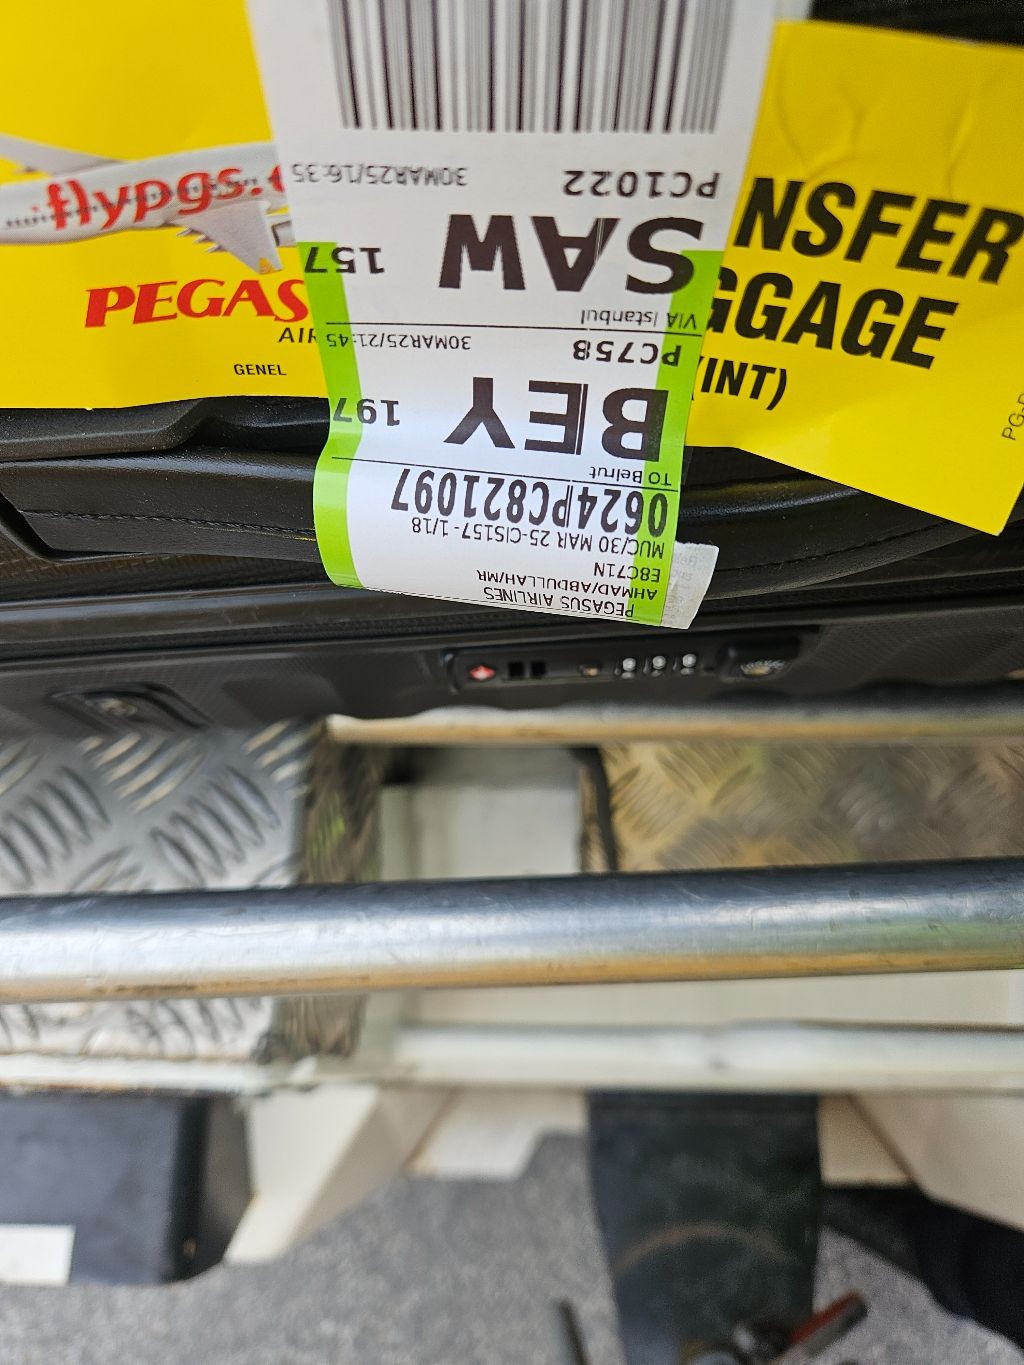 flypgs.
PEGAS
AIR
GENEL
NSFER
GGAGE
(INT)
PEGASUS AIRLINES
AHMAD/ABDULLAH/MR
E8C71N
MUC/30 MAR 25-CIS157-1/18
0624PC821097
TO Beirut
BEY 197
PC758 30MAR25/21:45
VIA Istanbul
SAW 157
PC1022 30MAR25/16:35